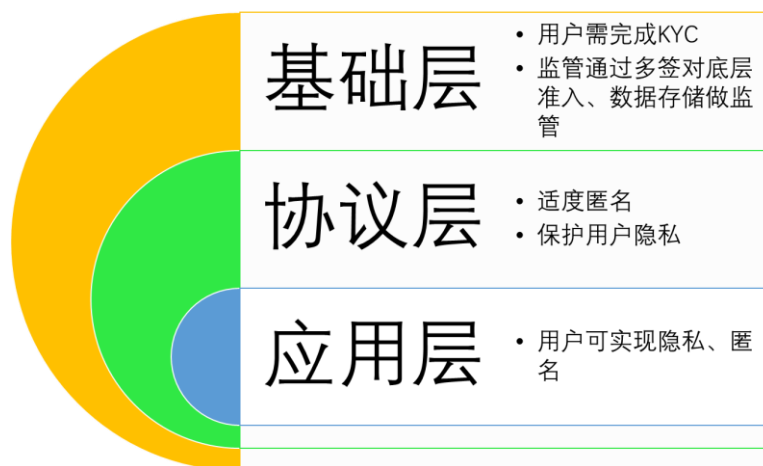 基础层
• 用户需完成KYC
• 监管通过多签对底层
准入、数据存储做监
管
协议层
• 适度匿名
• 保护用户隐私
应用层
• 用户可实现隐私、匿
名